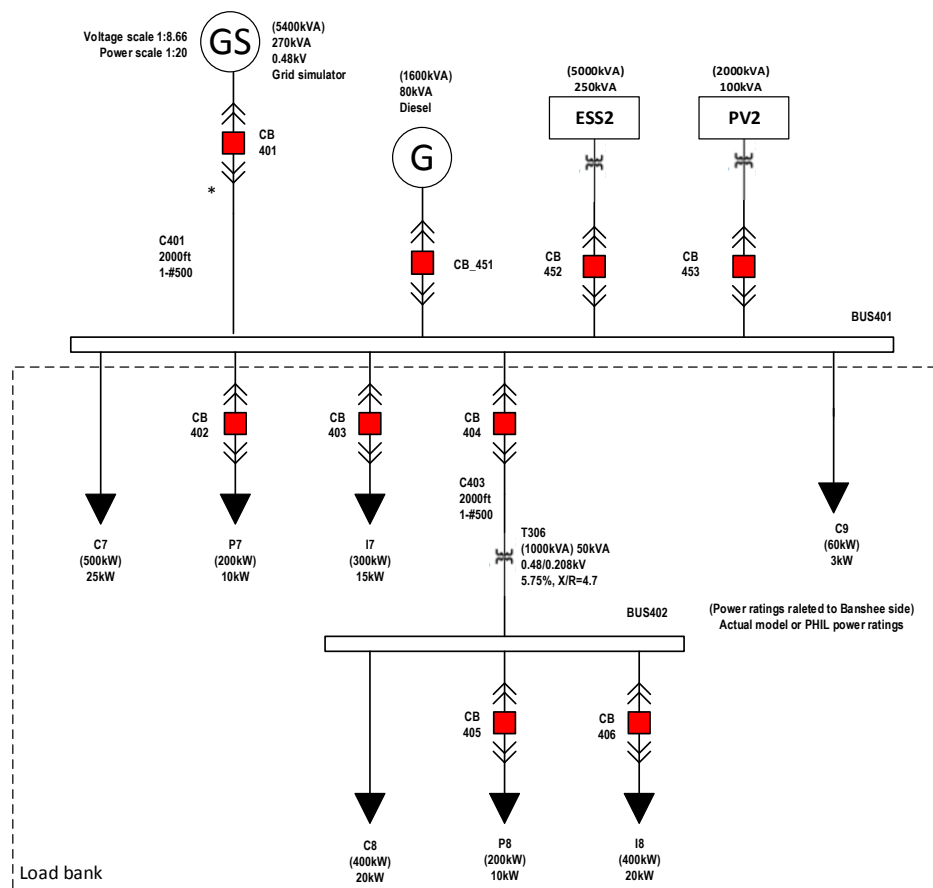 Voltage scale 1:8.66
Power scale 1:20
GS
(5400kVA)
270kVA
0.48kV
Grid simulator
CB
401
*
C401
2000ft
1-#500
(1600kVA)
80kVA
Diesel
G
CB_451
(5000kVA)
250kVA
ESS2
CB
452
(2000kVA)
100kVA
PV2
CB
453
BUS401
CB
402
CB
403
CB
404
C403
2000ft
1-#500
C7
(500kW)
25kW
P7
(200kW)
10kW
I7
(300kW)
15kW
T306
(1000kVA) 50kVA
0.48/0.208kV
5.75%, X/R=4.7
C9
(60kW)
3kW
(Power ratings raleted to Banshee side)
Actual model or PHIL power ratings
BUS402
CB
405
CB
406
C8
(400kW)
20kW
P8
(200kW)
10kW
I8
(400kW)
20kW
Load bank